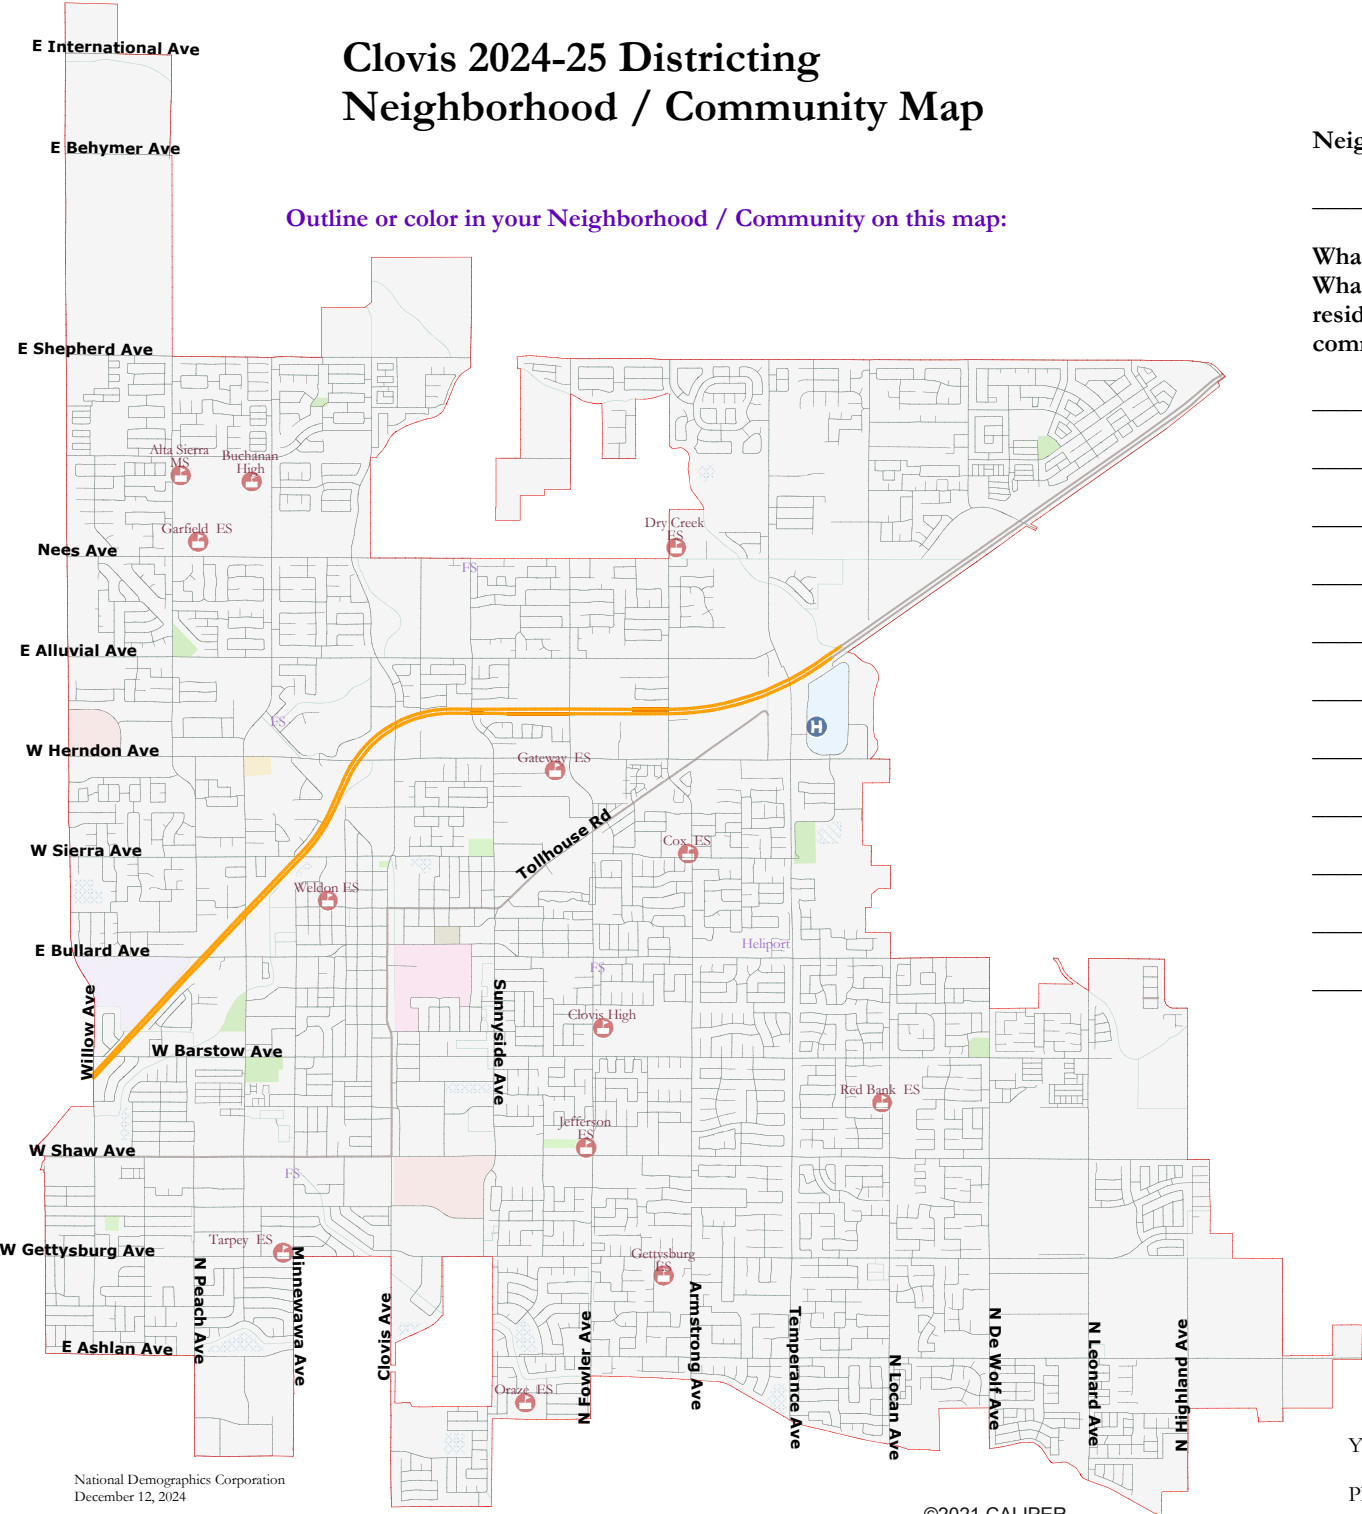 E International Ave
Clovis 2024-25 Districting
Neighborhood / Community Map
E Behymer Ave
Outline or color in your Neighborhood / Community on this map:
E Shepherd Ave
Alta Sierra
MS
Buchanan
High
Garfield ES
Dry Creek
ES
Nees Ave
FS
E Alluvial Ave
FS
H
W Herndon Ave
Gateway ES
Tollhouse Rd
Cox ES
W Sierra Ave
Weldon ES
E Bullard Ave
Heliport
FS
Willow Ave
Sunnyside Ave
Clovis High
W Barstow Ave
Red Bank ES
Jefferson
ES
W Shaw Ave
FS
Tarpey ES
W Gettysburg Ave
Gettysburg
ES
N Peach Ave
Minnewawa Ave
Clovis Ave
N Fowler Ave
Armstrong Ave
Temperance Ave
N Locan Ave
N De Wolf Ave
N Leonard Ave
N Highland Ave
E Ashlan Ave
Oraze ES
National Demographics Corporation
December 12, 2024
©2021 CALIPER